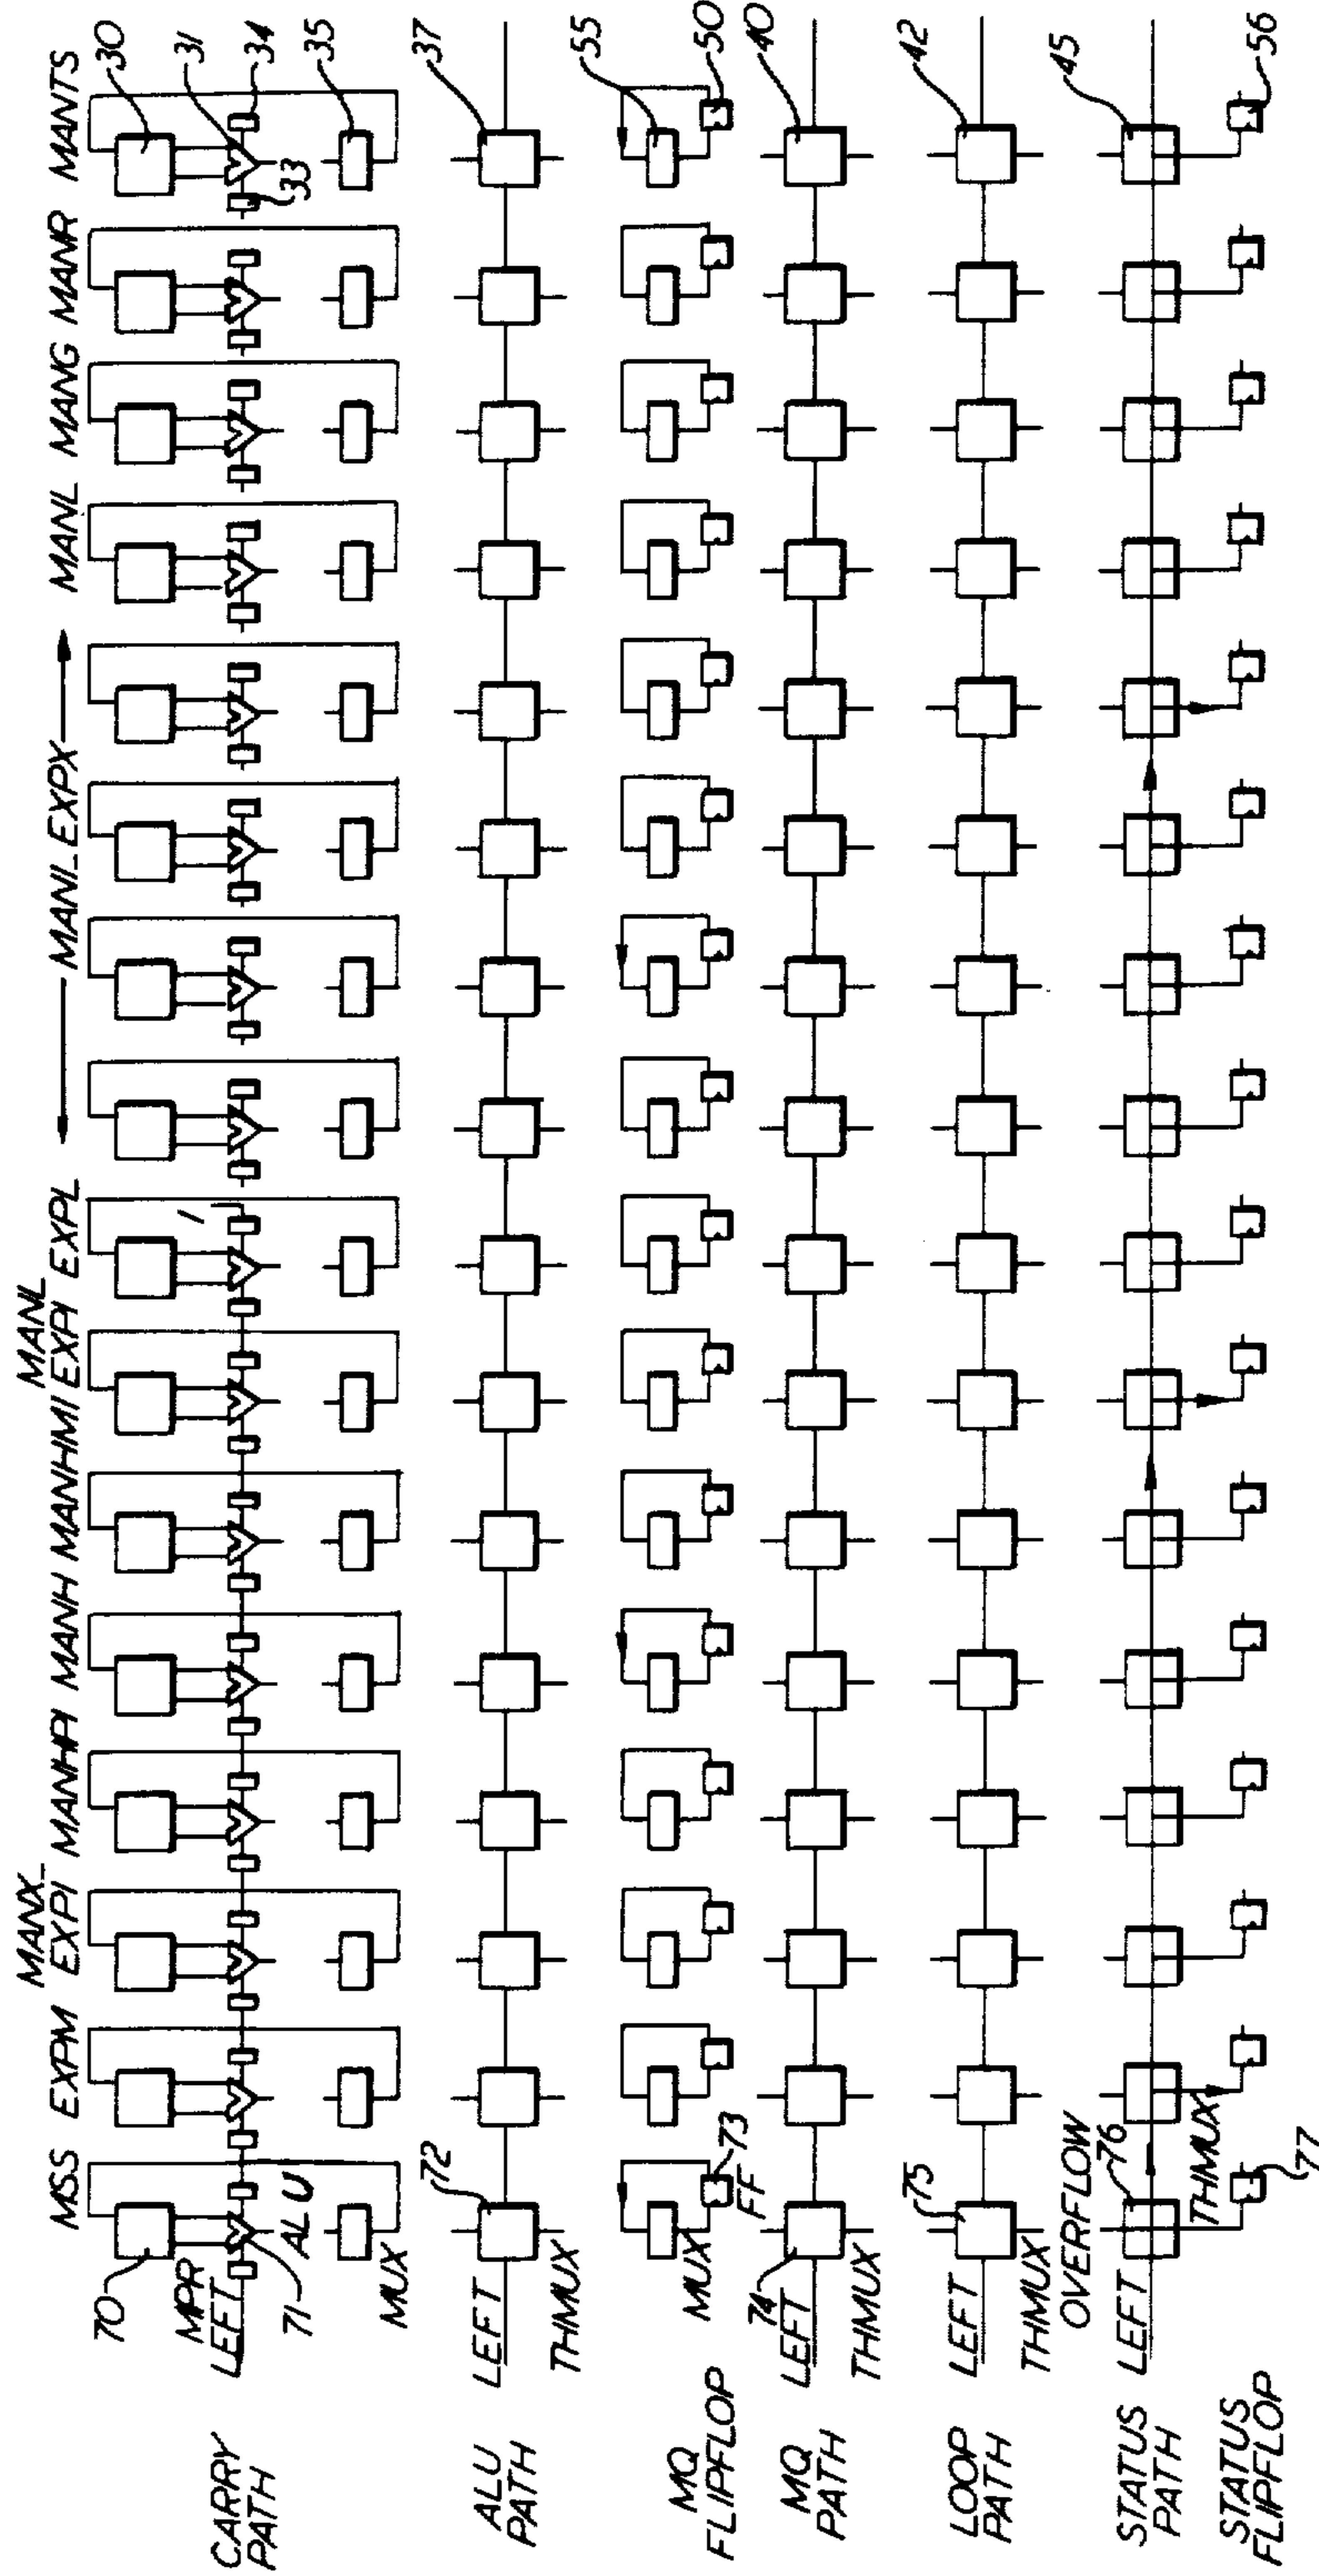 MSS EXPM MANX_ EXPI MANHPI MANH MANHMI MANL EXPI EXPL MANL_EXPX MANL MANG MANR MANTS
CARRY PATH
70
MPR
LEFT
71
ALU
MUX
1
30
31
33
34
35
ALU PATH
LEFT
THMUX
72
37
MQ FLIPFLOP
MUX
FF
73
55
50
MQ PATH
LEFT
THMUX
74
40
LOOP PATH
LEFT
THMUX
75
42
STATUS PATH
LEFT
OVERFLOW
76
THMUX
45
STATUS FLIPFLOP
77
56